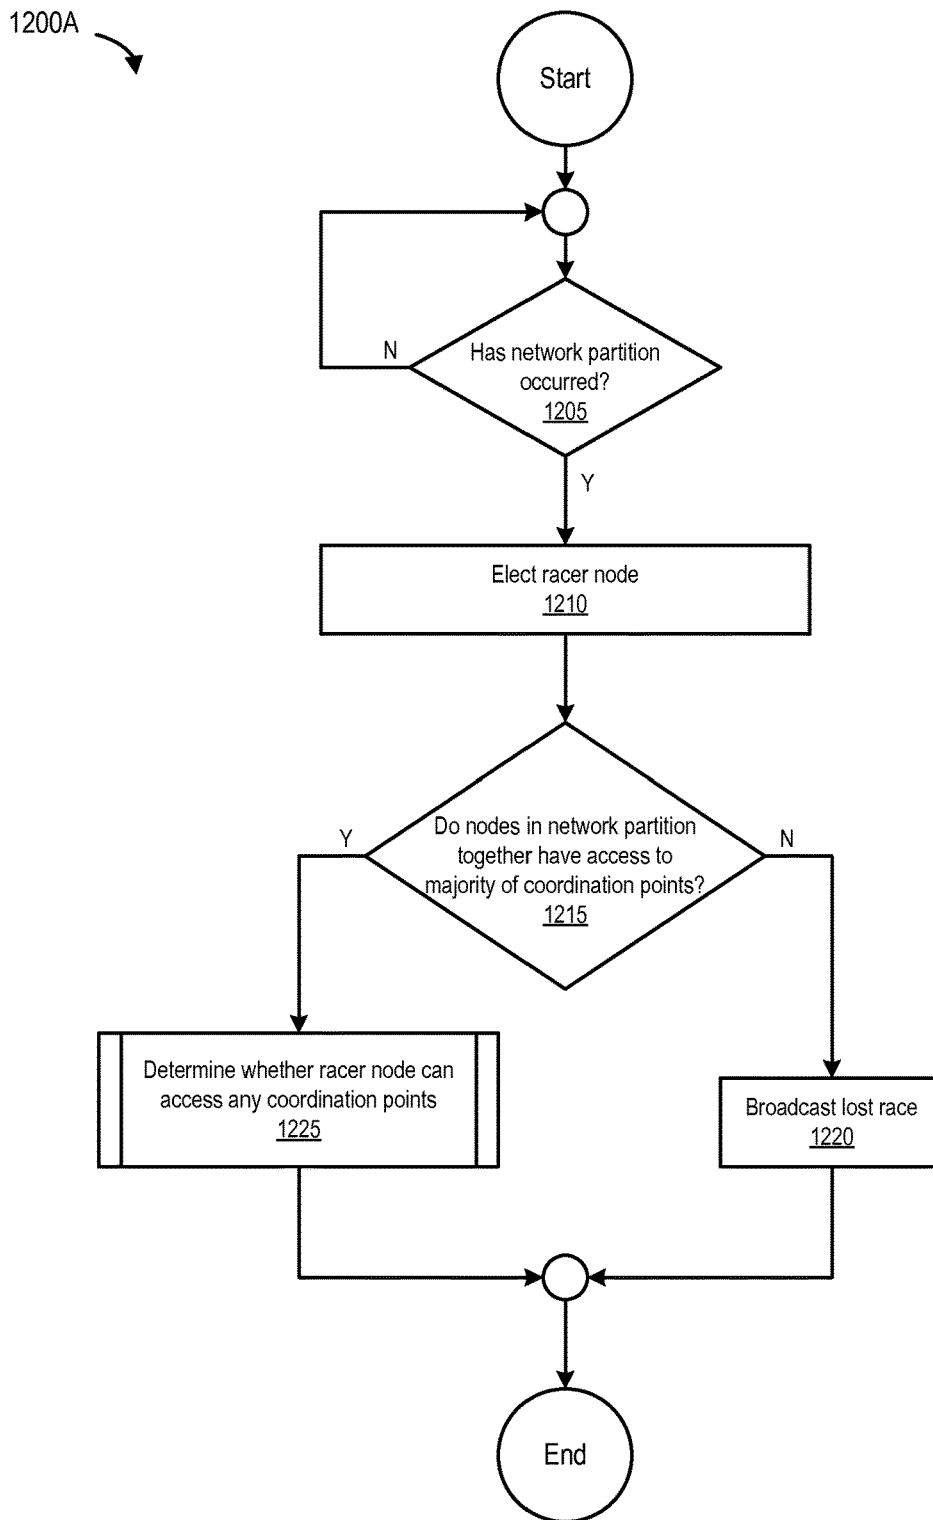 1200A
Start
N
Has network partition
occurred?
1205
Y
Elect racer node
1210
Y
Do nodes in network partition
together have access to
majority of coordination points?
1215
N
Determine whether racer node can
access any coordination points
1225
Broadcast lost race
1220
End